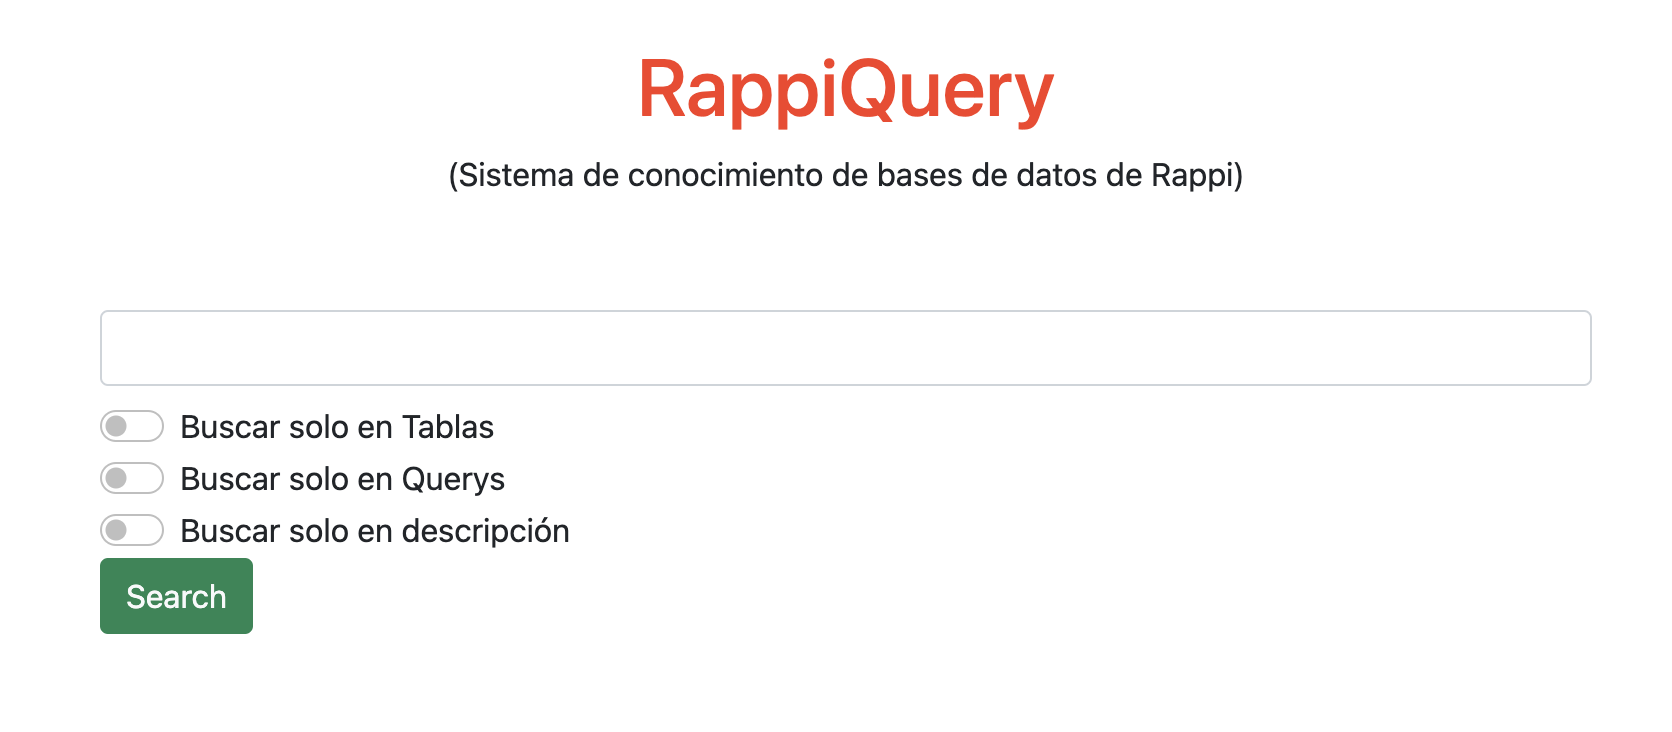 RappiQuery
(Sistema de conocimiento de bases de datos de Rappi)
Buscar solo en Tablas
Buscar solo en Querys
Buscar solo en descripción
Search